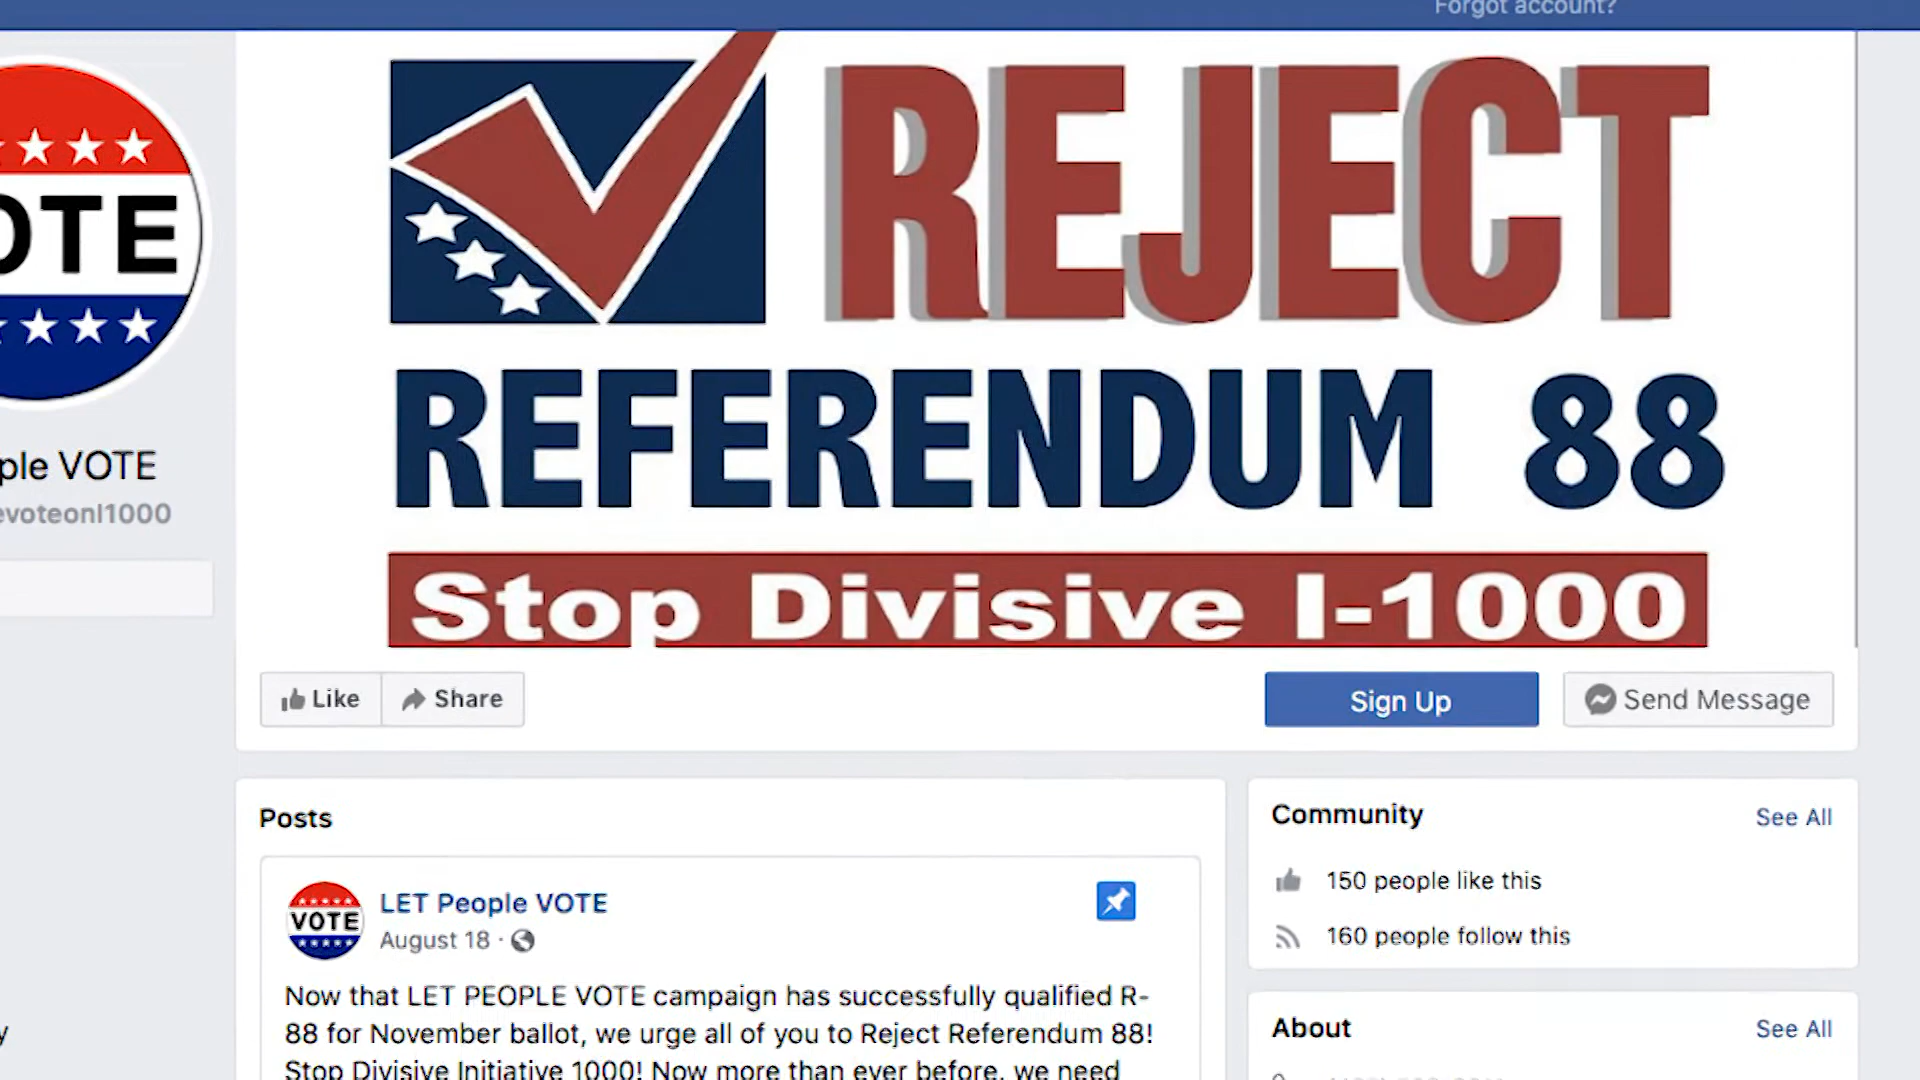 Forgot account?
REJECT
REFERENDUM 88
Stop Divisive I-1000
OTE
ple VOTE
evoteonI1000
Like
Share
Sign Up
Send Message
Posts
LET People VOTE
August 18 ·
VOTE
Now that LET PEOPLE VOTE campaign has successfully qualified R-
88 for November ballot, we urge all of you to Reject Referendum 88!
Stop Divisive Initiative 1000! Now more than ever before, we need
Community
See All
150 people like this
160 people follow this
About
See All